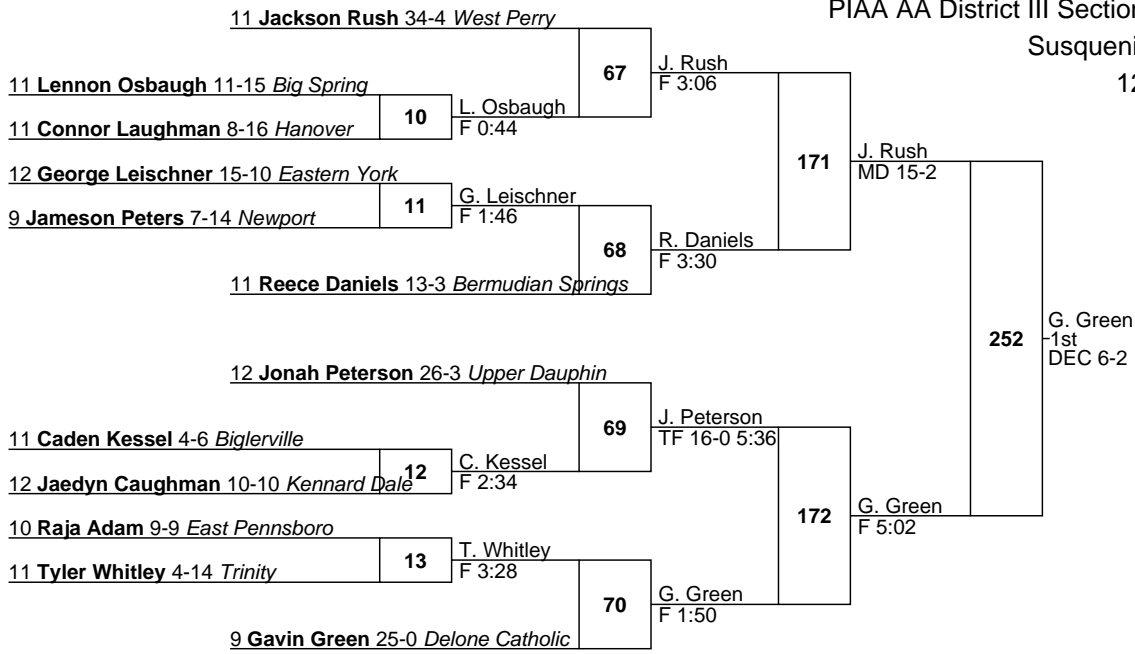 PIAA AA District III Section
Susqueni
12
11 Jackson Rush 34-4 West Perry
67
J. Rush
F 3:06
11 Lennon Osbaugh 11-15 Big Spring
10
L. Osbaugh
F 0:44
11 Connor Laughman 8-16 Hanover
171
J. Rush
MD 15-2
12 George Leischner 15-10 Eastern York
11
G. Leischner
F 1:46
9 Jameson Peters 7-14 Newport
68
R. Daniels
F 3:30
11 Reece Daniels 13-3 Bermudian Springs
252
G. Green
1st
DEC 6-2
12 Jonah Peterson 26-3 Upper Dauphin
69
J. Peterson
TF 16-0 5:36
11 Caden Kessel 4-6 Biglerville
12
C. Kessel
F 2:34
12 Jaedyn Caughman 10-10 Kennard Dale
172
G. Green
F 5:02
10 Raja Adam 9-9 East Pennsboro
13
T. Whitley
F 3:28
11 Tyler Whitley 4-14 Trinity
70
G. Green
F 1:50
9 Gavin Green 25-0 Delone Catholic